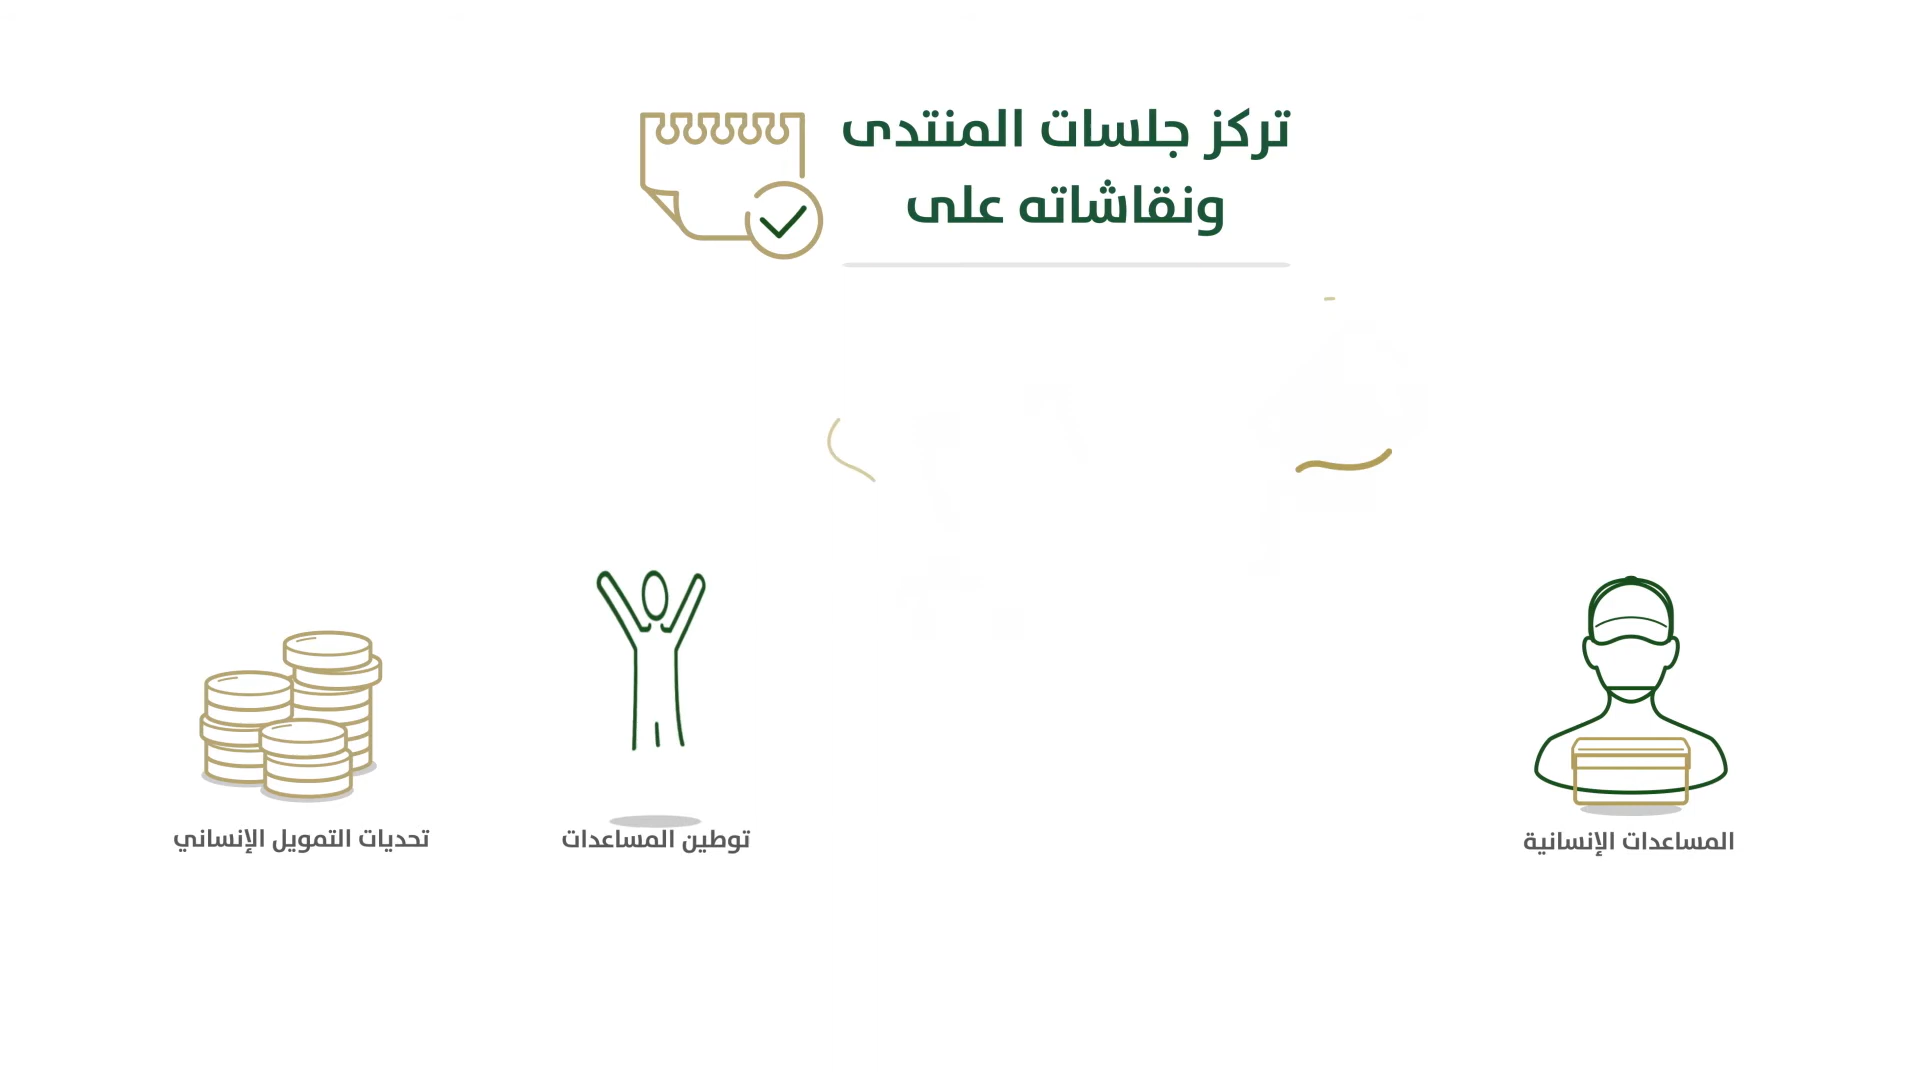 تركز جلسات المنتدى
ونقاشاته على
المساعدات الإنسانية
توطين المساعدات
تحديات التمويل الإنساني